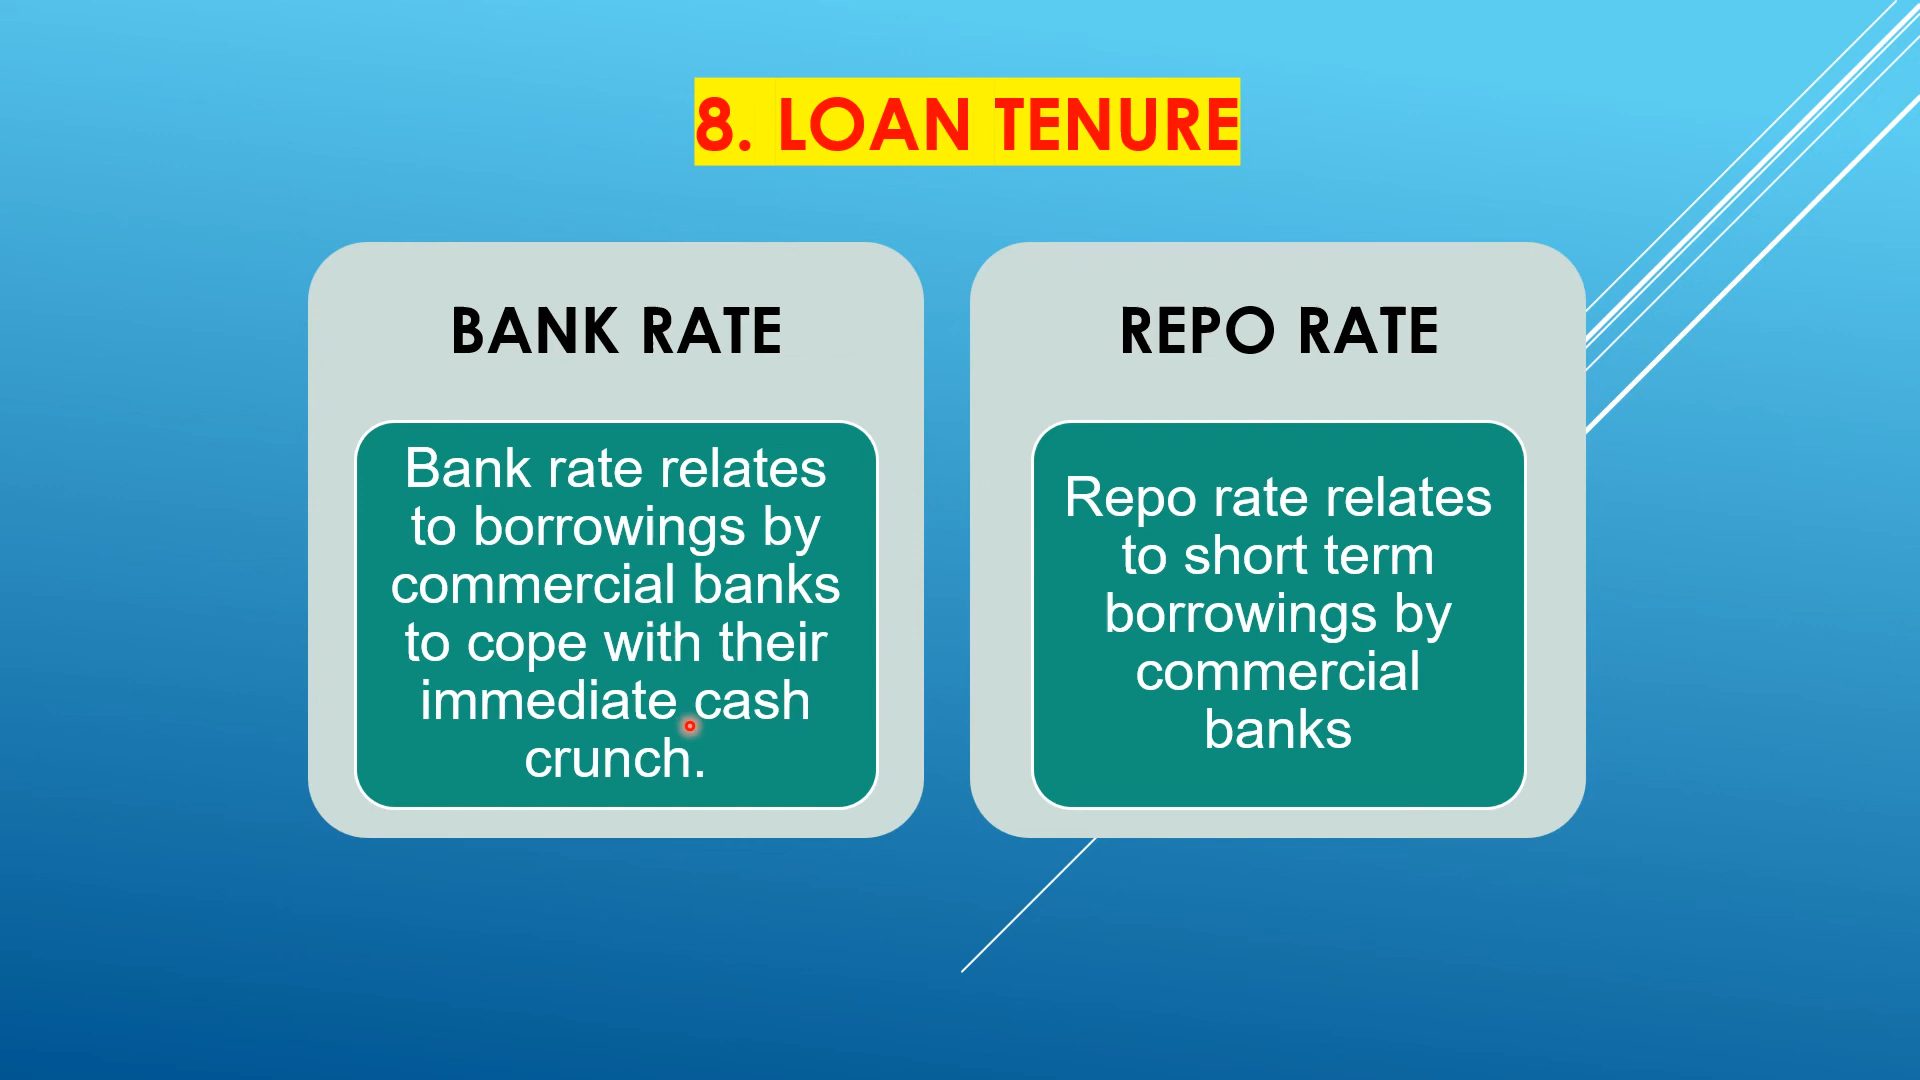 8. LOAN TENURE
BANK RATE
Bank rate relates
to borrowings by
commercial banks
to cope with their
immediate cash
crunch.
REPO RATE
Repo rate relates
to short term
borrowings by
commercial
banks